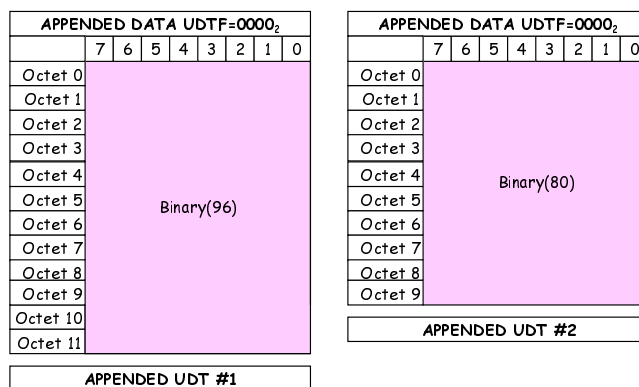 APPENDED DATA UDTF=0000₂
7 6 5 4 3 2 1 0
Octet 0
Octet 1
Octet 2
Octet 3
Octet 4
Octet 5
Octet 6
Octet 7
Octet 8
Octet 9
Octet 10
Octet 11
Binary(96)
APPENDED UDT #1
APPENDED DATA UDTF=0000₂
7 6 5 4 3 2 1 0
Octet 0
Octet 1
Octet 2
Octet 3
Octet 4
Octet 5
Octet 6
Octet 7
Octet 8
Octet 9
Binary(80)
APPENDED UDT #2